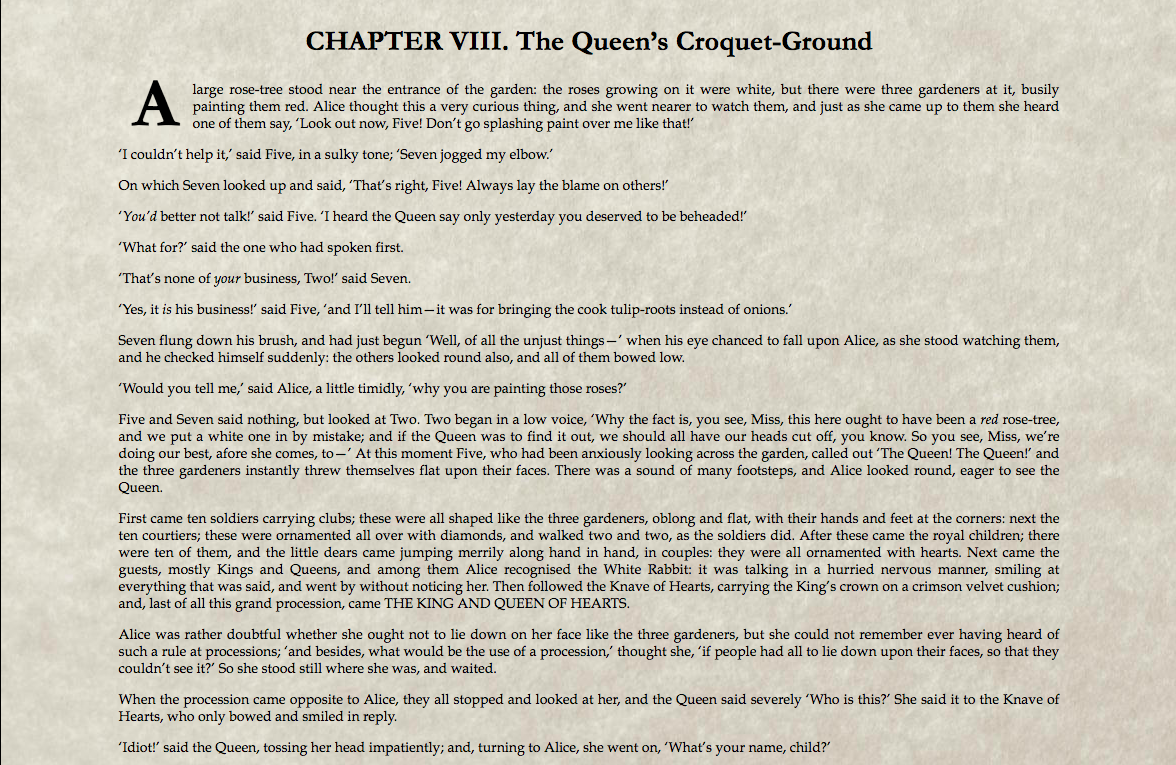 CHAPTER VIII. The Queen’s Croquet-Ground
A large rose-tree stood near the entrance of the garden: the roses growing on it were white, but there were three gardeners at it, busily
painting them red. Alice thought this a very curious thing, and she went nearer to watch them, and just as she came up to them she heard
one of them say, ‘Look out now, Five! Don’t go splashing paint over me like that!’
‘I couldn’t help it,’ said Five, in a sulky tone; ‘Seven jogged my elbow.’
On which Seven looked up and said, ‘That’s right, Five! Always lay the blame on others!’
‘You’d better not talk!’ said Five. ‘I heard the Queen say only yesterday you deserved to be beheaded!’
‘What for?’ said the one who had spoken first.
‘That’s none of your business, Two!’ said Seven.
‘Yes, it is his business!’ said Five, ‘and I’ll tell him—it was for bringing the cook tulip-roots instead of onions.’
Seven flung down his brush, and had just begun ‘Well, of all the unjust things—’ when his eye chanced to fall upon Alice, as she stood watching them,
and he checked himself suddenly: the others looked round also, and all of them bowed low.
‘Would you tell me,’ said Alice, a little timidly, ‘why you are painting those roses?’
Five and Seven said nothing, but looked at Two. Two began in a low voice, ‘Why the fact is, you see, Miss, this here ought to have been a red rose-tree,
and we put a white one in by mistake; and if the Queen was to find it out, we should all have our heads cut off, you know. So you see, Miss, we’re
doing our best, afore she comes, to—’ At this moment Five, who had been anxiously looking across the garden, called out ‘The Queen! The Queen!’ and
the three gardeners instantly threw themselves flat upon their faces. There was a sound of many footsteps, and Alice looked round, eager to see the
Queen.
First came ten soldiers carrying clubs; these were all shaped like the three gardeners, oblong and flat, with their hands and feet at the corners: next the
ten courtiers; these were ornamented all over with diamonds, and walked two and two, as the soldiers did. After these came the royal children; there
were ten of them, and the little dears came jumping merrily along hand in hand, in couples: they were all ornamented with hearts. Next came the
guests, mostly Kings and Queens, and among them Alice recognised the White Rabbit: it was talking in a hurried nervous manner, smiling at
everything that was said, and went by without noticing her. Then followed the Knave of Hearts, carrying the King’s crown on a crimson velvet cushion;
and, last of all this grand procession, came THE KING AND QUEEN OF HEARTS.
Alice was rather doubtful whether she ought not to lie down on her face like the three gardeners, but she could not remember ever having heard of
such a rule at processions; ‘and besides, what would be the use of a procession,’ thought she, ‘if people had all to lie down upon their faces, so that they
couldn’t see it?’ So she stood still where she was, and waited.
When the procession came opposite to Alice, they all stopped and looked at her, and the Queen said severely ‘Who is this?’ She said it to the Knave of
Hearts, who only bowed and smiled in reply.
‘Idiot!’ said the Queen, tossing her head impatiently; and, turning to Alice, she went on, ‘What’s your name, child?’